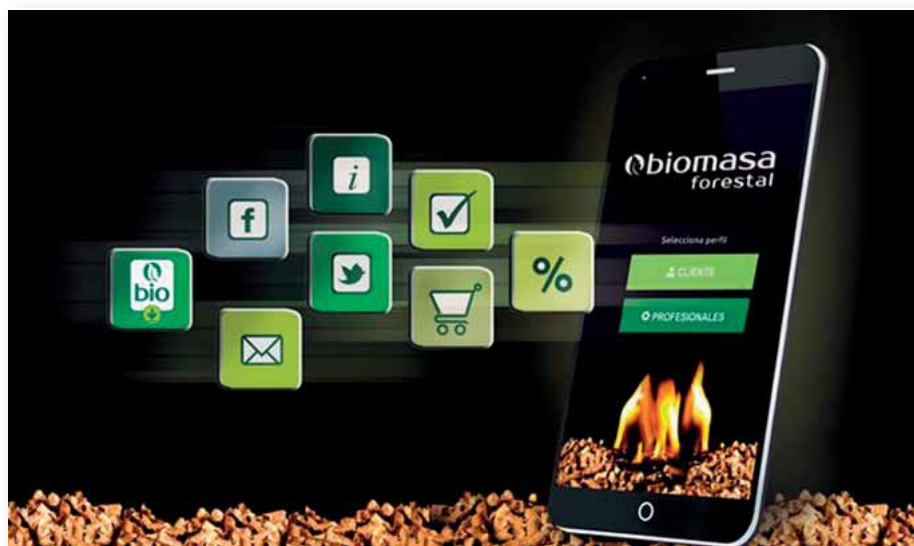 i
f
bio
%
biomasa
forestal
Selecciona perfil
CLIENTE
PROFESIONALES